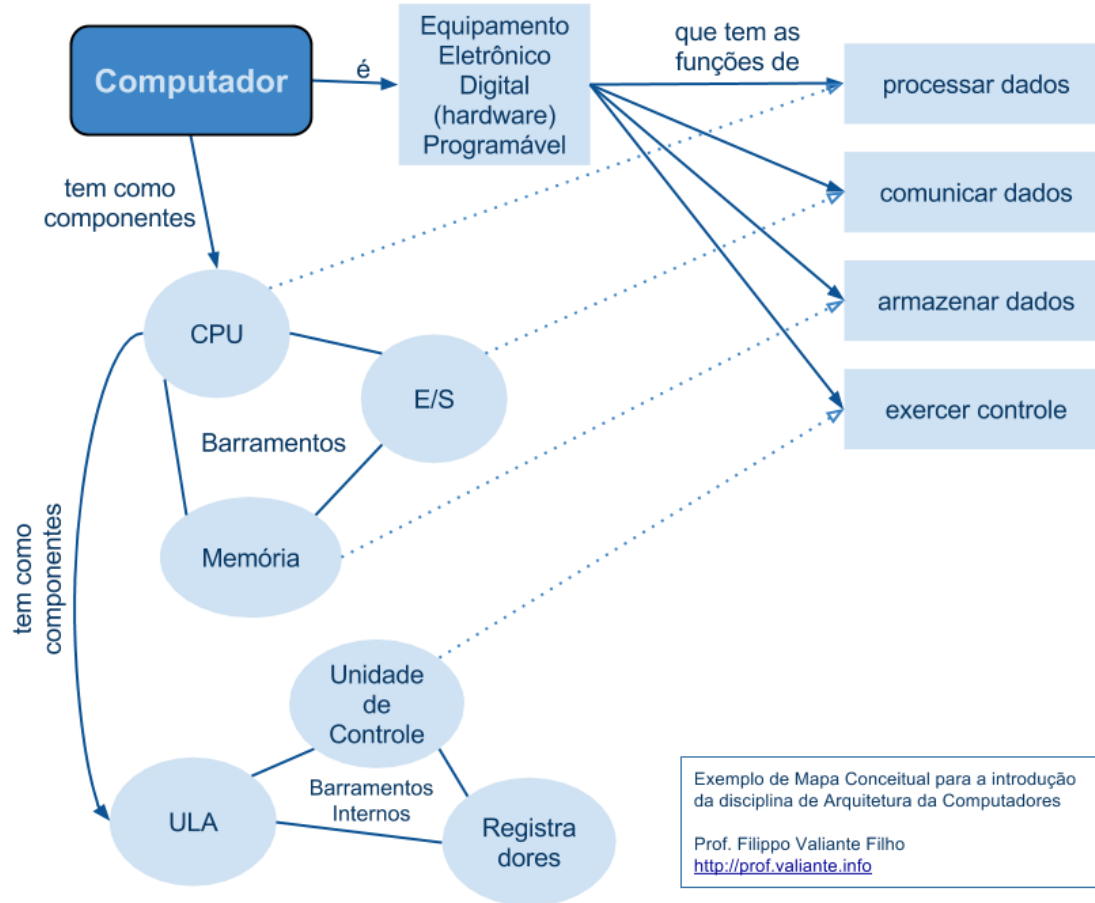 Computador
é
Equipamento
Eletrônico
Digital
(hardware)
Programável
que tem as
funções de
processar dados
comunicar dados
armazenar dados
exercer controle
tem como
componentes
CPU
E/S
Barramentos
Memória
tem como
componentes
Unidade
de
Controle
Barramentos
Internos
ULA
Registra
dores
Exemplo de Mapa Conceitual para a introdução
da disciplina de Arquitetura da Computadores
Prof. Filippo Valiante Filho
http://prof.valiante.info